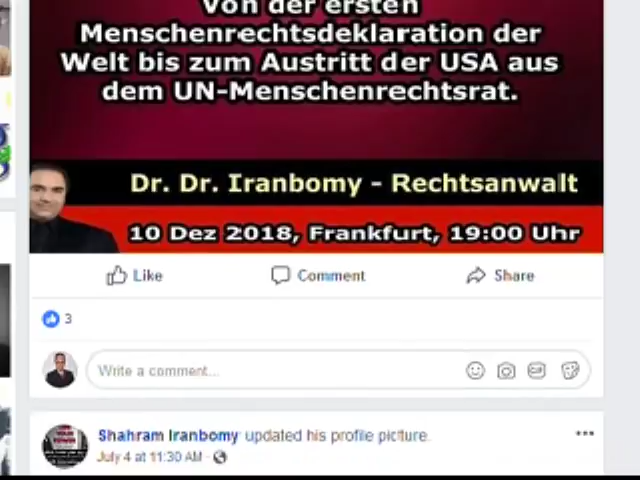 Von der ersten
Menschenrechtsdeklaration der
Welt bis zum Austritt der USA aus
dem UN-Menschenrechtsrat.
Dr. Dr. Iranbomy - Rechtsanwalt
10 Dez 2018, Frankfurt, 19:00 Uhr
Like Comment Share
3
Write a comment...
GIF
Shahram Iranbomy updated his profile picture.
July 4 at 11:30 AM ·